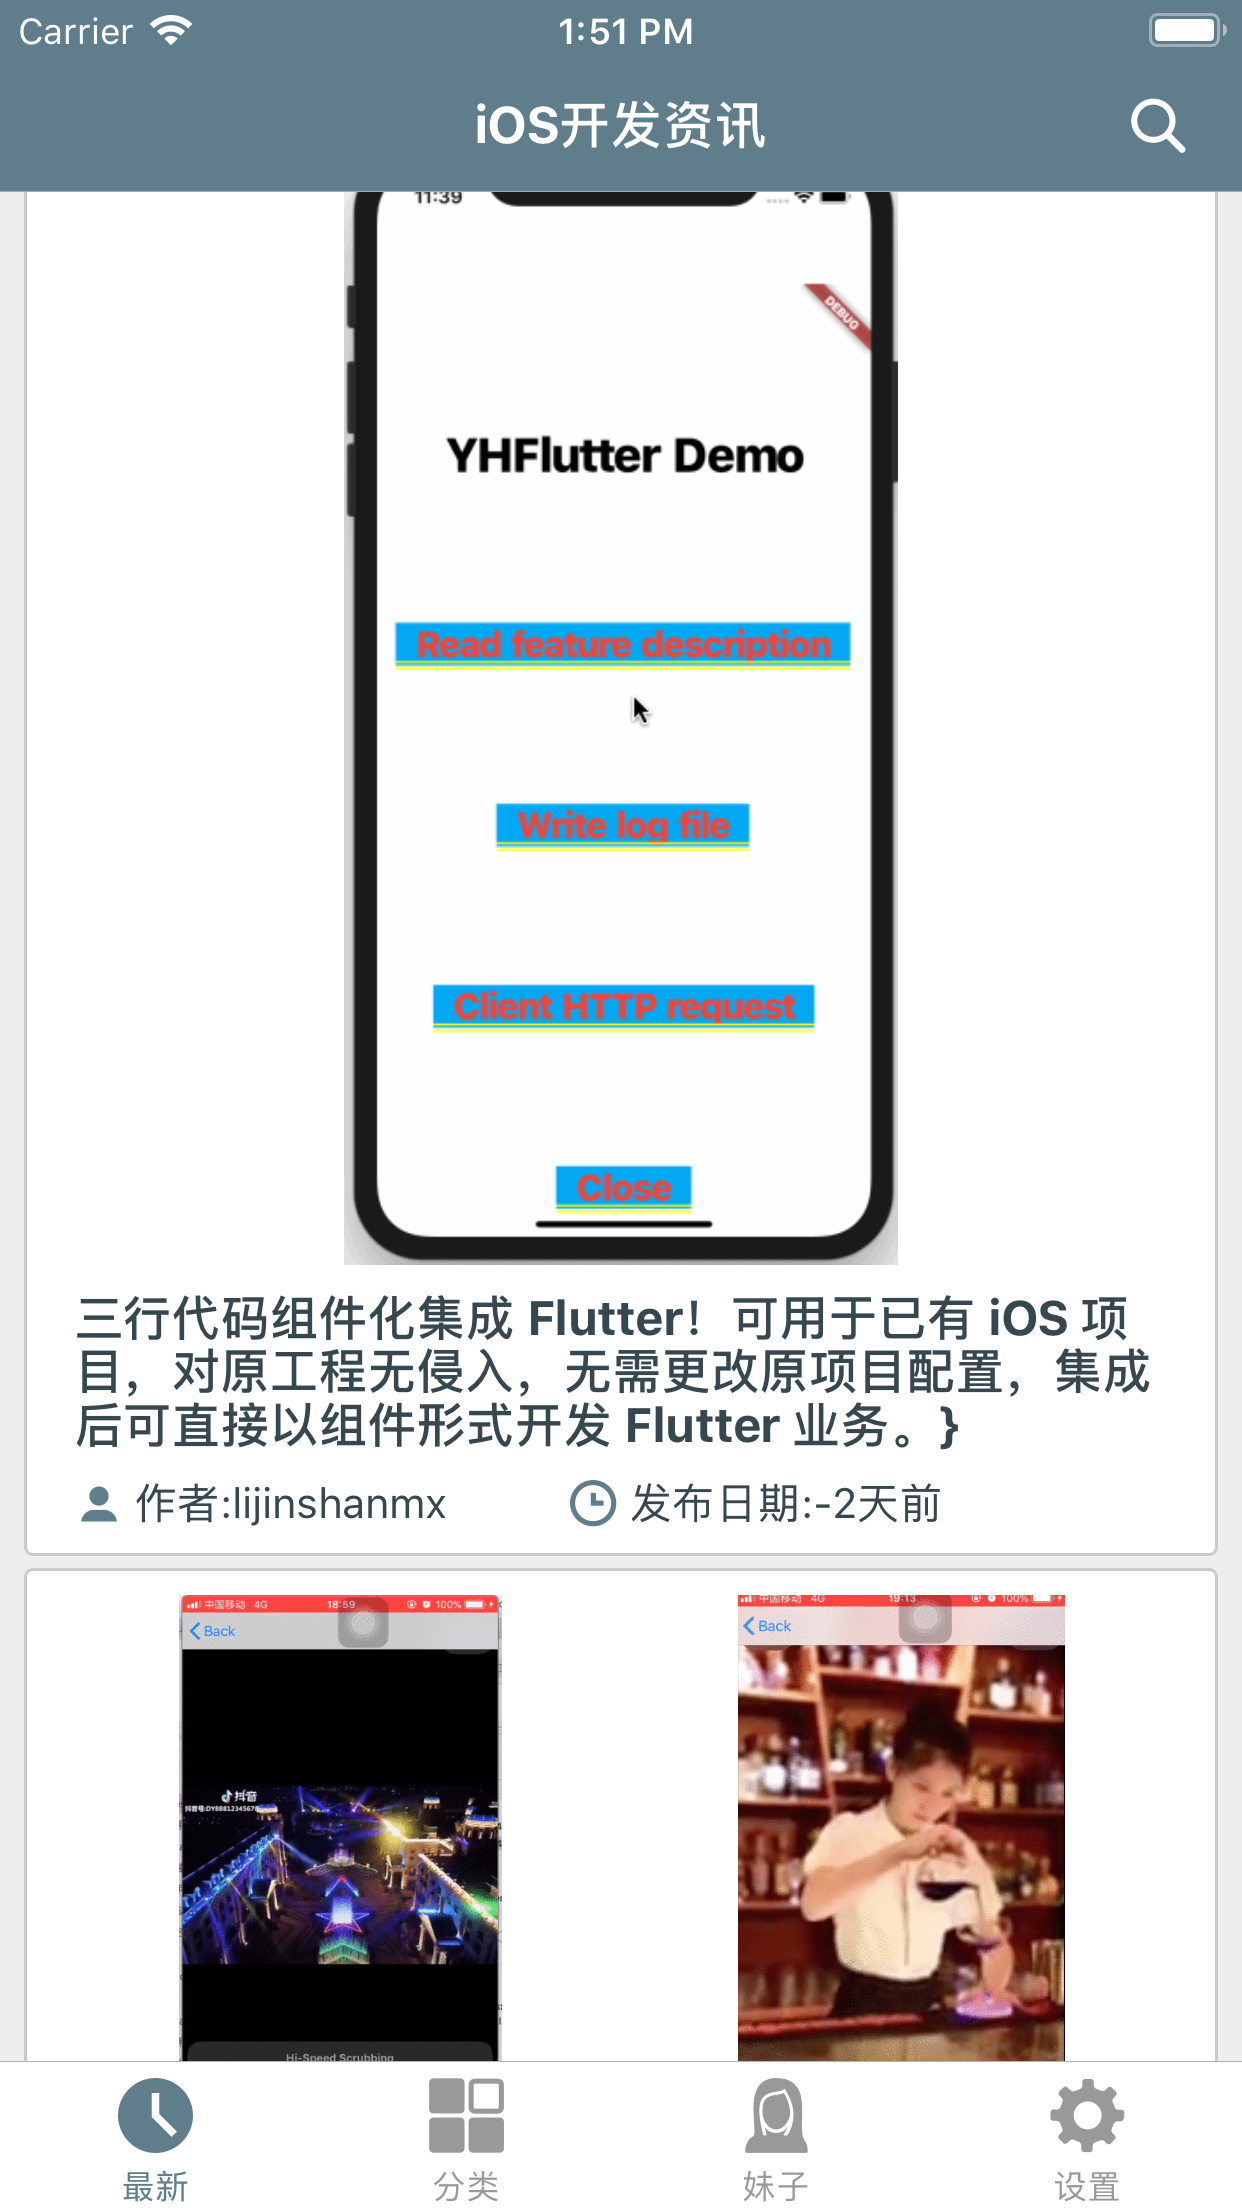 Carrier 1:51 PM
iOS开发资讯
11:39
DEBUG
YHFlutter Demo
Read feature description
Write log file
Client HTTP request
Close
三行代码组件化集成 Flutter！可用于已有 iOS 项
目，对原工程无侵入，无需更改原项目配置，集成
后可直接以组件形式开发 Flutter 业务。}
作者:lijinshanmx 发布日期:-2天前
中国移动 4G 18:59 100%
Back
抖音
抖音号:DY88812345678
Hi-Speed Scrubbing
中国移动 4G 19:13 100%
Back
最新 分类 妹子 设置